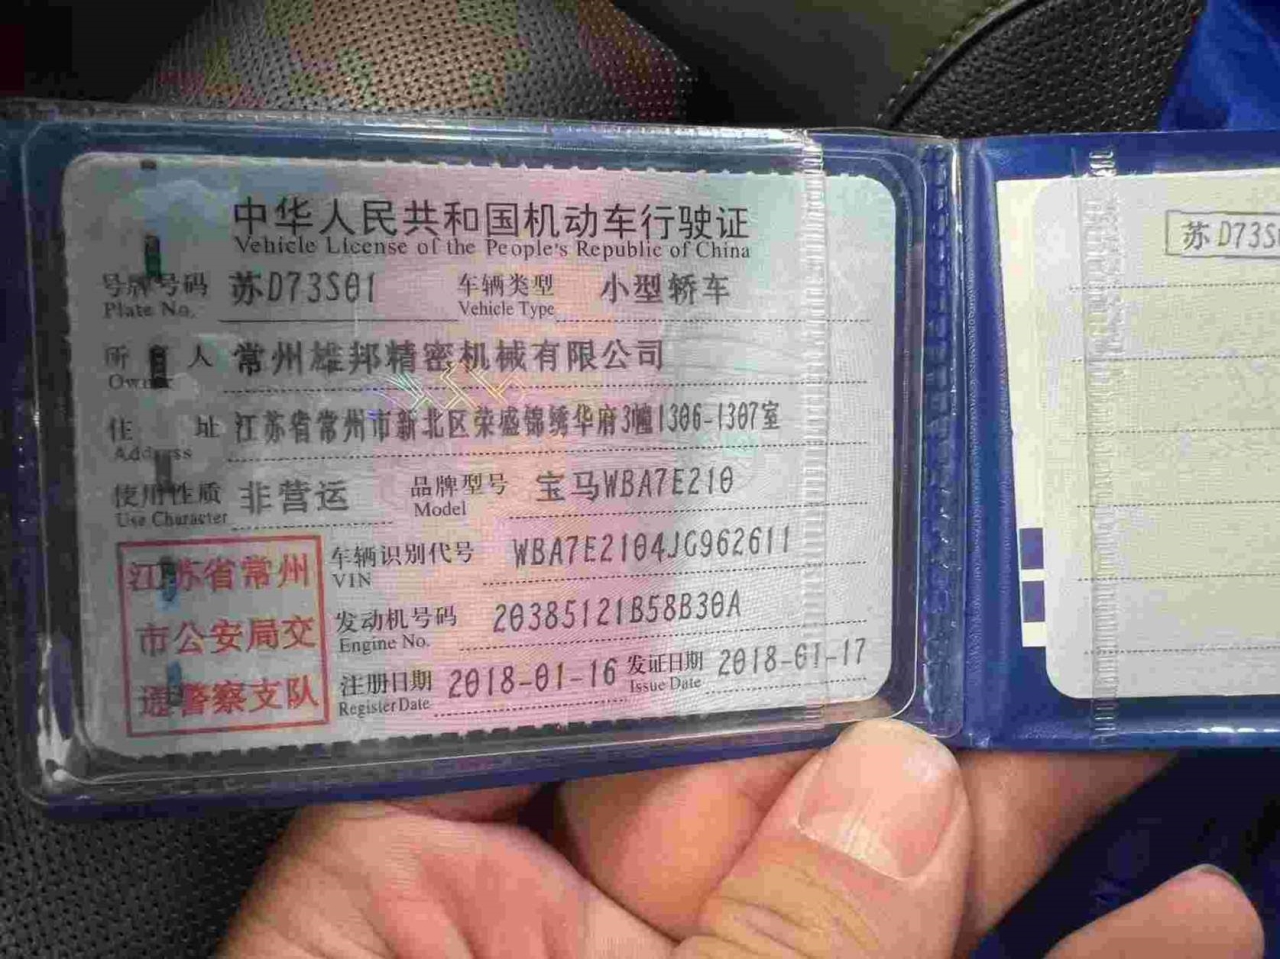 中华人民共和国机动车行驶证
Vehicle License of the People's Republic of China
号牌号码 苏D73S01 车辆类型 小型轿车
Plate No. Vehicle Type
所 人 常州雄邦精密机械有限公司
Owner
住 址 江苏省常州市新北区荣盛锦绣华府3幢1306-1307室
Address
使用性质 非营运 品牌型号 宝马WBA7E210
Use Character Model
车辆识别代号 WBA7E2104JG962611
VIN
发动机号码 20385121B58B30A
Engine No.
注册日期 2018-01-16 发证日期 2018-01-17
Register Date Issue Date
江苏省常州
市公安局交
通警察支队
苏D73S